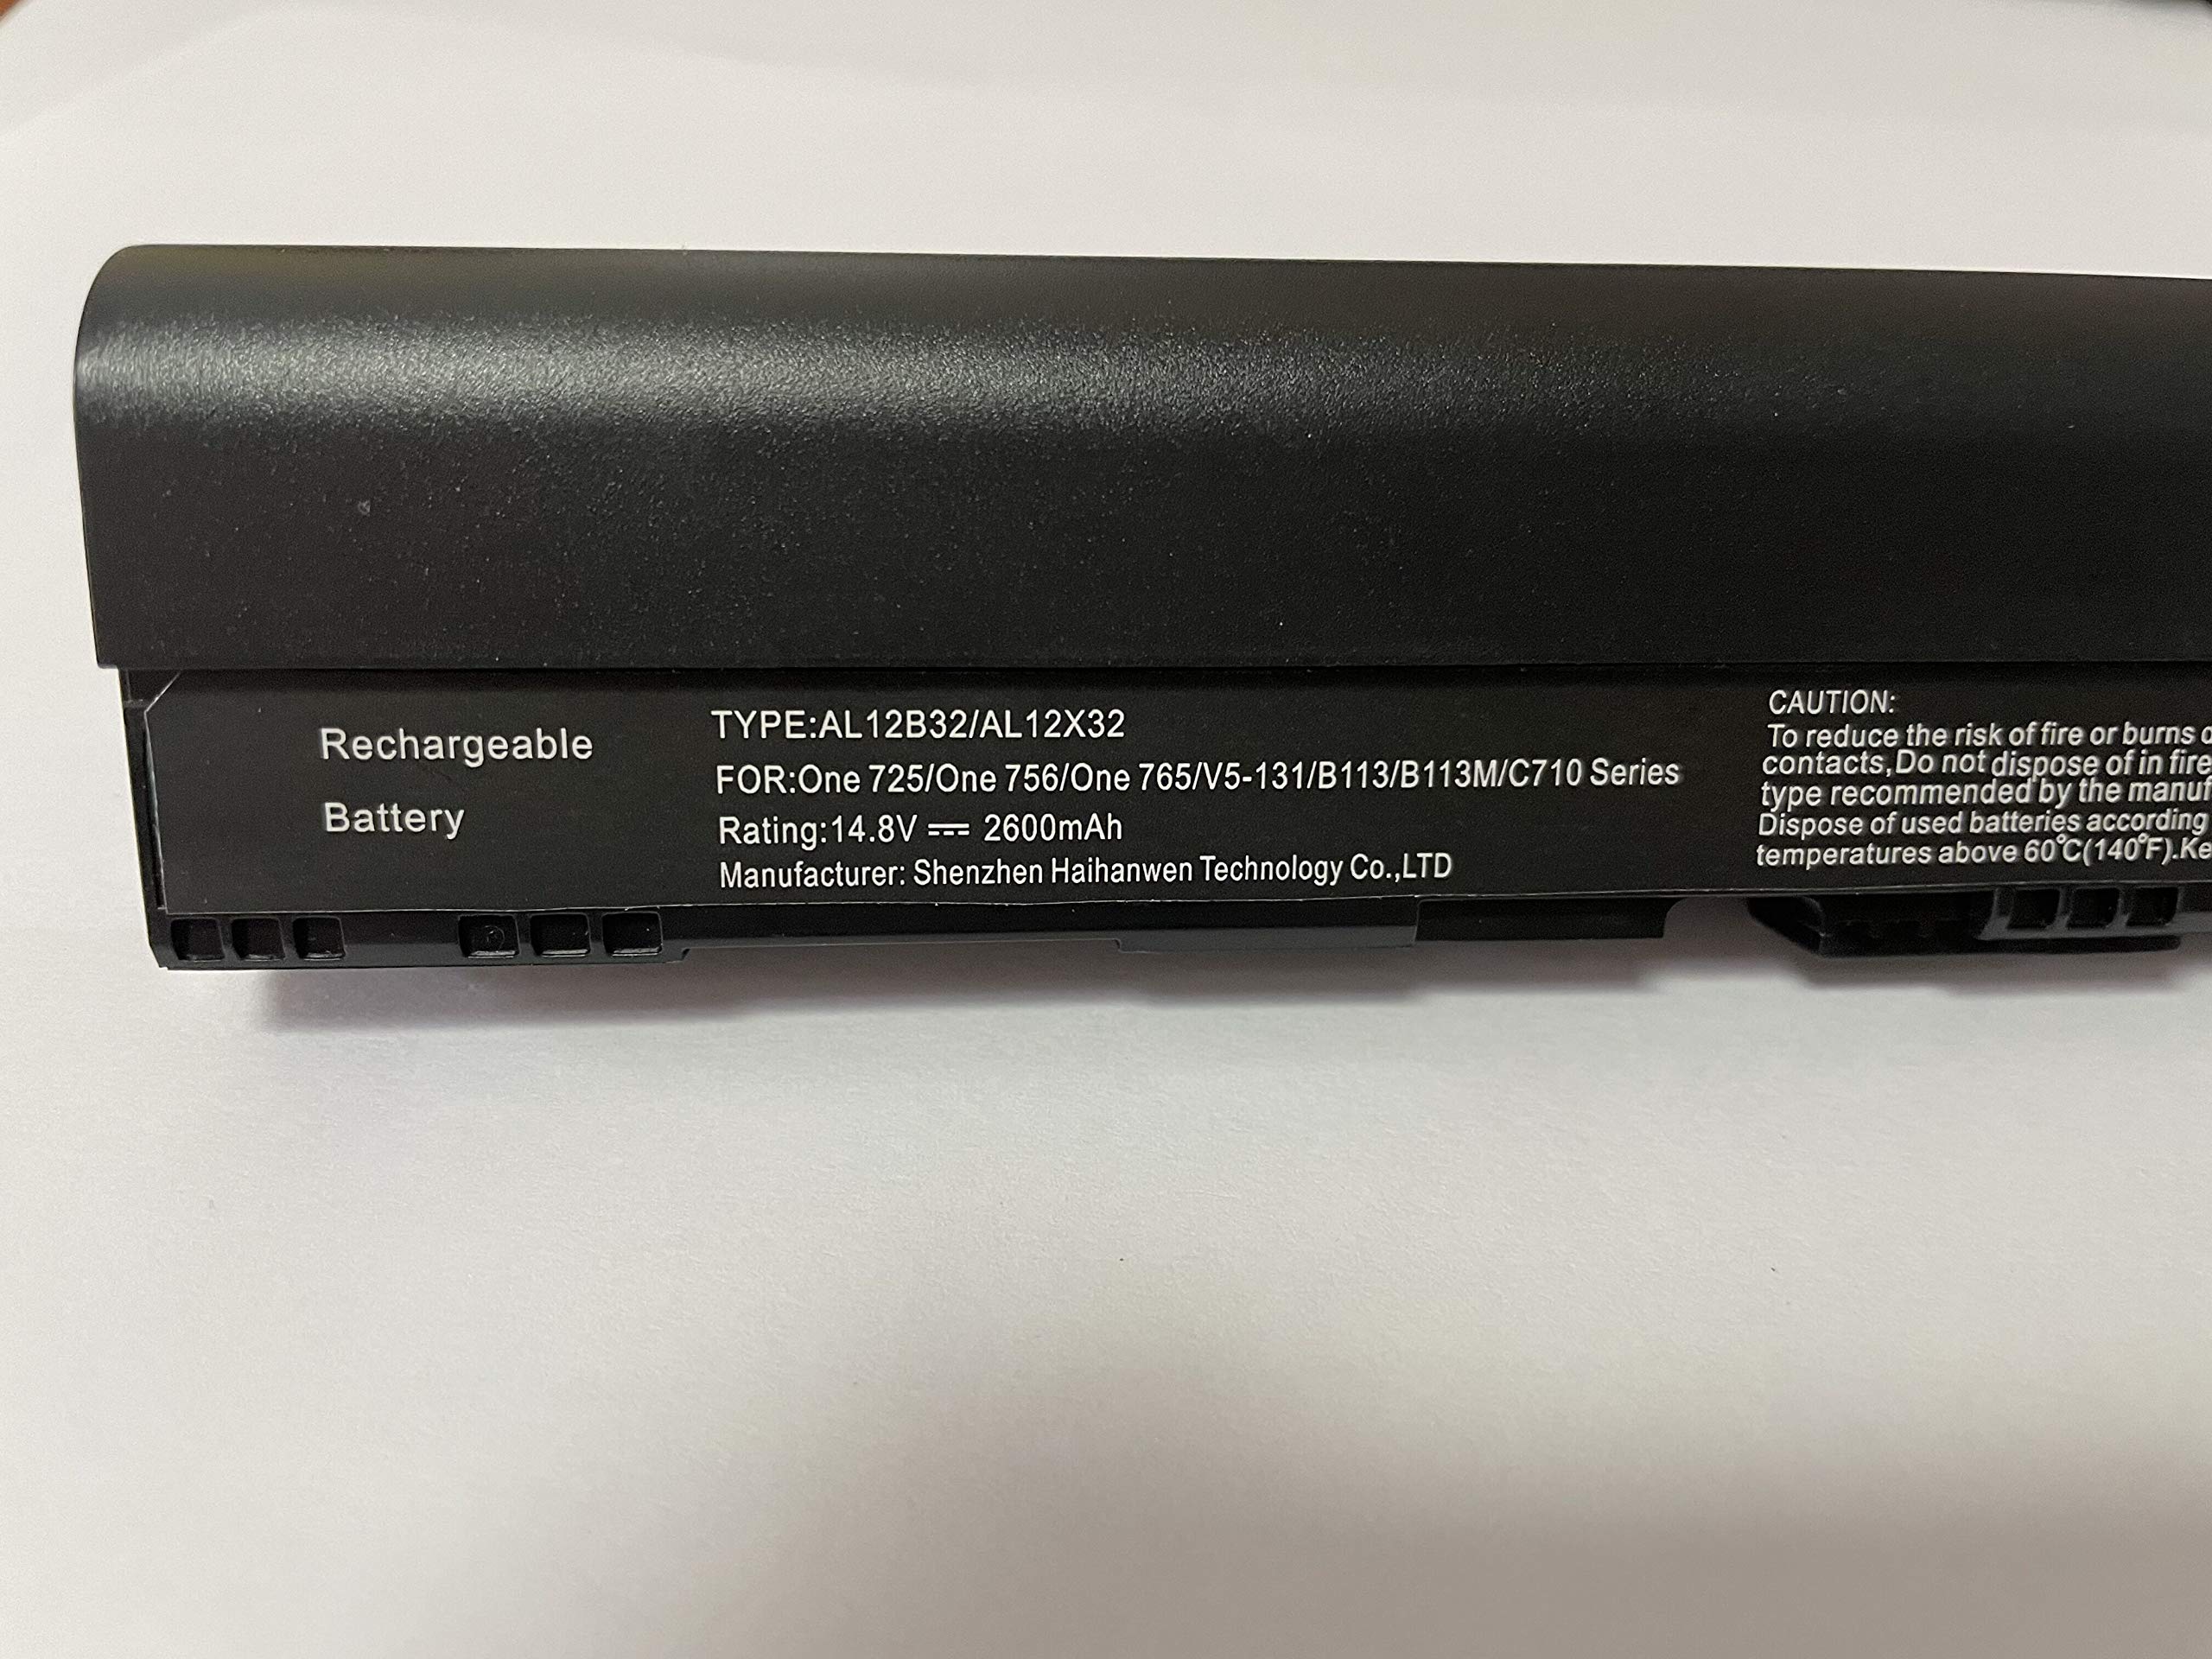 Rechargeable
Battery
TYPE:AL12B32/AL12X32
FOR:One 725/One 756/One 765/V5-131/B113/B113M/C710 Series
Rating:14.8V ⎓ 2600mAh
Manufacturer: Shenzhen Haihanwen Technology Co.,LTD
CAUTION:
To reduce the risk of fire or burns
contacts,Do not dispose of in fire
type recommended by the
Dispose of used batteries according
temperatures above 60℃(140℉).